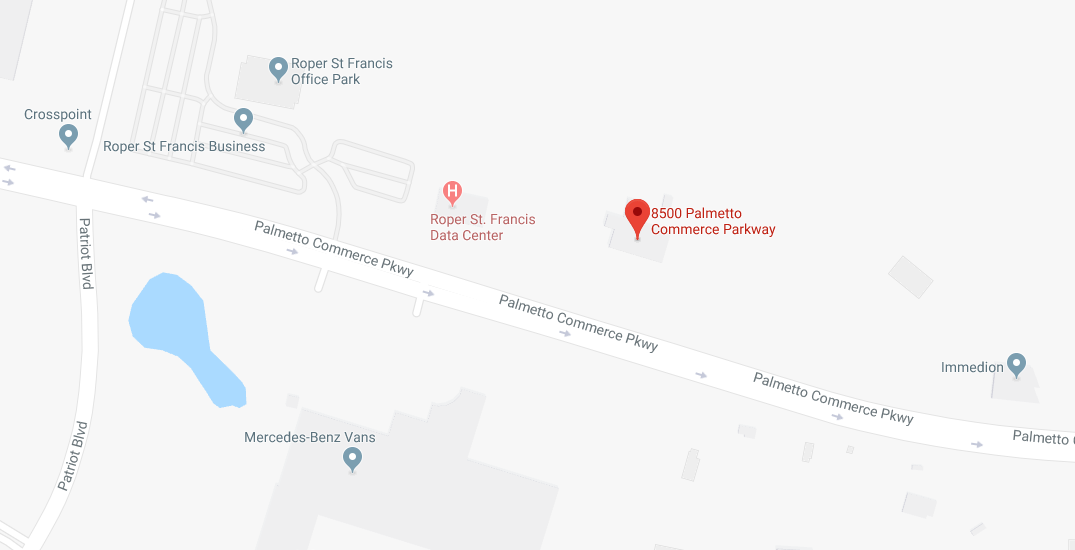 Roper St Francis
Office Park
Crosspoint
Roper St Francis Business
H
Roper St. Francis
Data Center
8500 Palmetto
Commerce Parkway
Patriot Blvd
Palmetto Commerce Pkwy
Palmetto Commerce Pkwy
Immedion
Palmetto Commerce Pkwy
Palmetto C
Mercedes-Benz Vans
Patriot Blvd